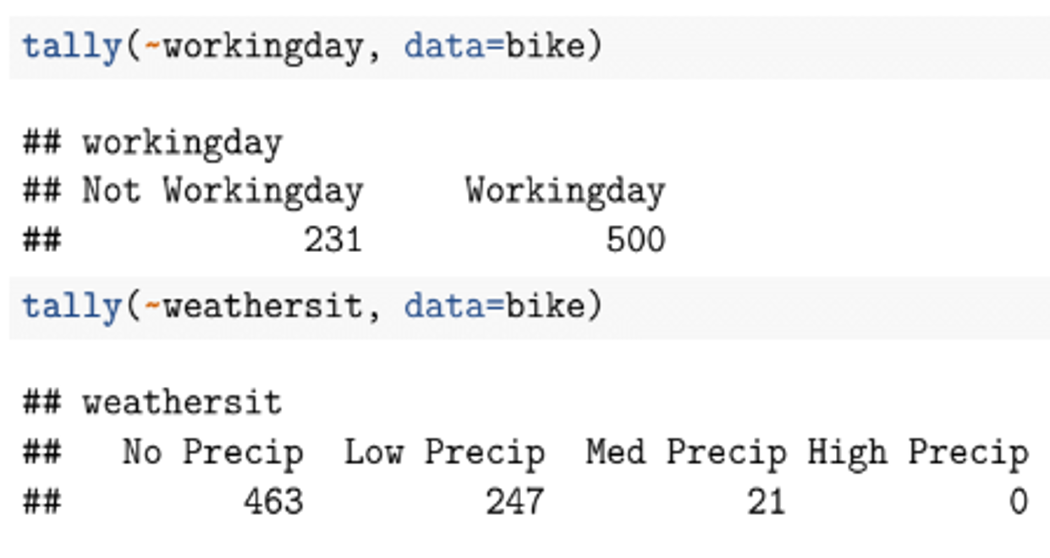 tally(~workingday, data=bike)
## workingday
## Not Workingday     Workingday
##            231            500
tally(~weathersit, data=bike)
## weathersit
##   No Precip  Low Precip  Med Precip High Precip
##         463         247          21           0